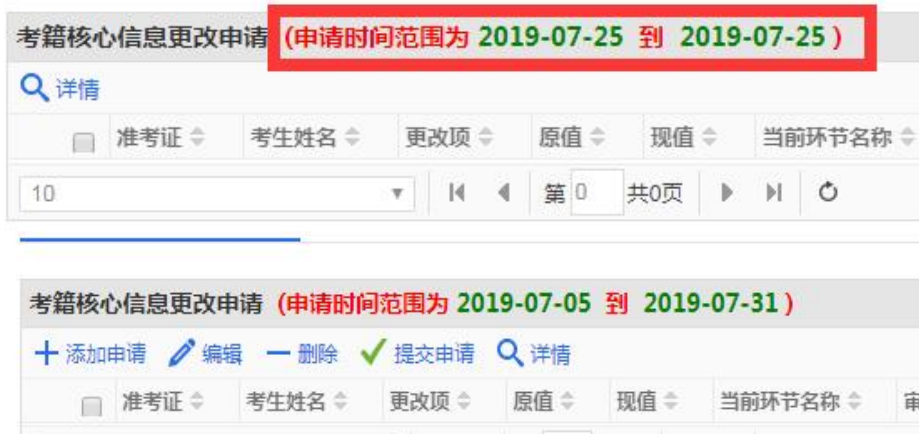 考籍核心信息更改申请 (申请时间范围为 2019-07-25 到 2019-07-25 )
详情
准考证 考生姓名 更改项 原值 现值 当前环节名称
10 第 0 共0页
考籍核心信息更改申请 (申请时间范围为 2019-07-05 到 2019-07-31 )
添加申请 编辑 删除 提交申请 详情
准考证 考生姓名 更改项 原值 现值 当前环节名称 审